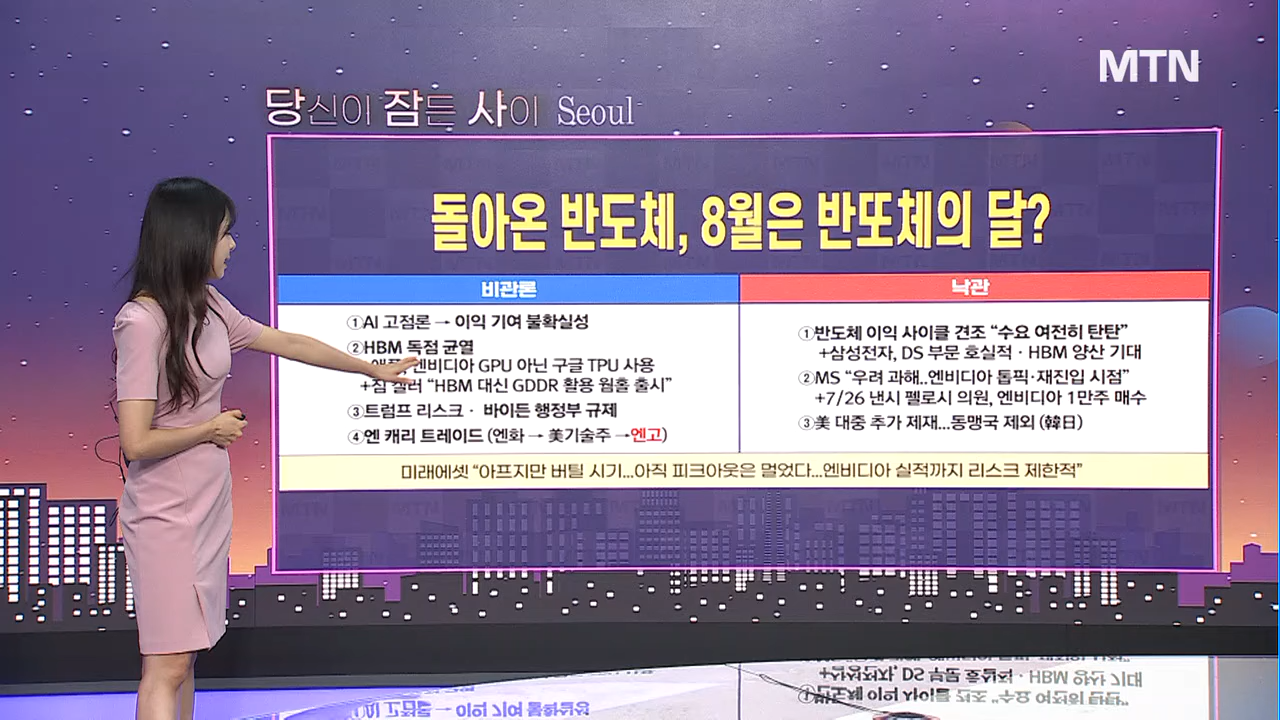 MTN
당신이 잠든 사이 Seoul
돌아온 반도체, 8월은 반또체의 달?
비관론
①AI 고점론 → 이익 기여 불확실성
②HBM 독점 균열
엔비디아 GPU 아닌 구글 TPU 사용
+짐 켈러 “HBM 대신 GDDR 활용 웜홀 출시”
③트럼프 리스크 · 바이든 행정부 규제
④엔 캐리 트레이드 (엔화 → 美기술주 →엔고)
낙관
①반도체 이익 사이클 견조 “수요 여전히 탄탄”
+삼성전자, DS 부문 호실적 · HBM 양산 기대
②MS “우려 과해..엔비디아 톱픽·재진입 시점”
+7/26 낸시 펠로시 의원, 엔비디아 1만주 매수
③美 대중 추가 제재...동맹국 제외 (韓日)
미래에셋 “아프지만 버틸 시기...아직 피크아웃은 멀었다...엔비디아 실적까지 리스크 제한적”